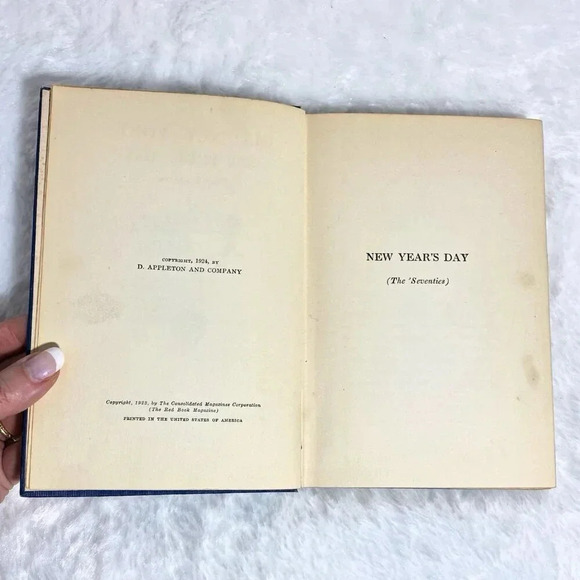 COPYRIGHT, 1924, BY
D. APPLETON AND COMPANY
Copyright, 1923, by The Consolidated Magazines Corporation
(The Red Book Magazine)
PRINTED IN THE UNITED STATES OF AMERICA
NEW YEAR'S DAY
(The 'Seventies)